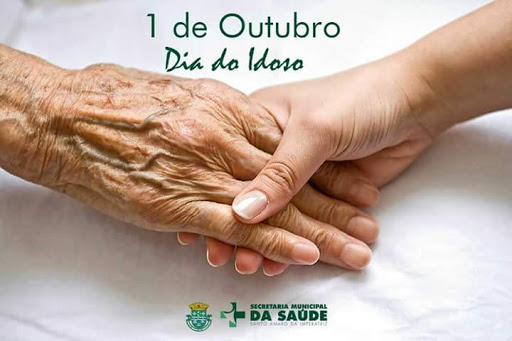 1 de Outubro
Dia do Idoso
SECRETARIA MUNICIPAL
DA SAÚDE
SANTO AMARO DA IMPERATRIZ